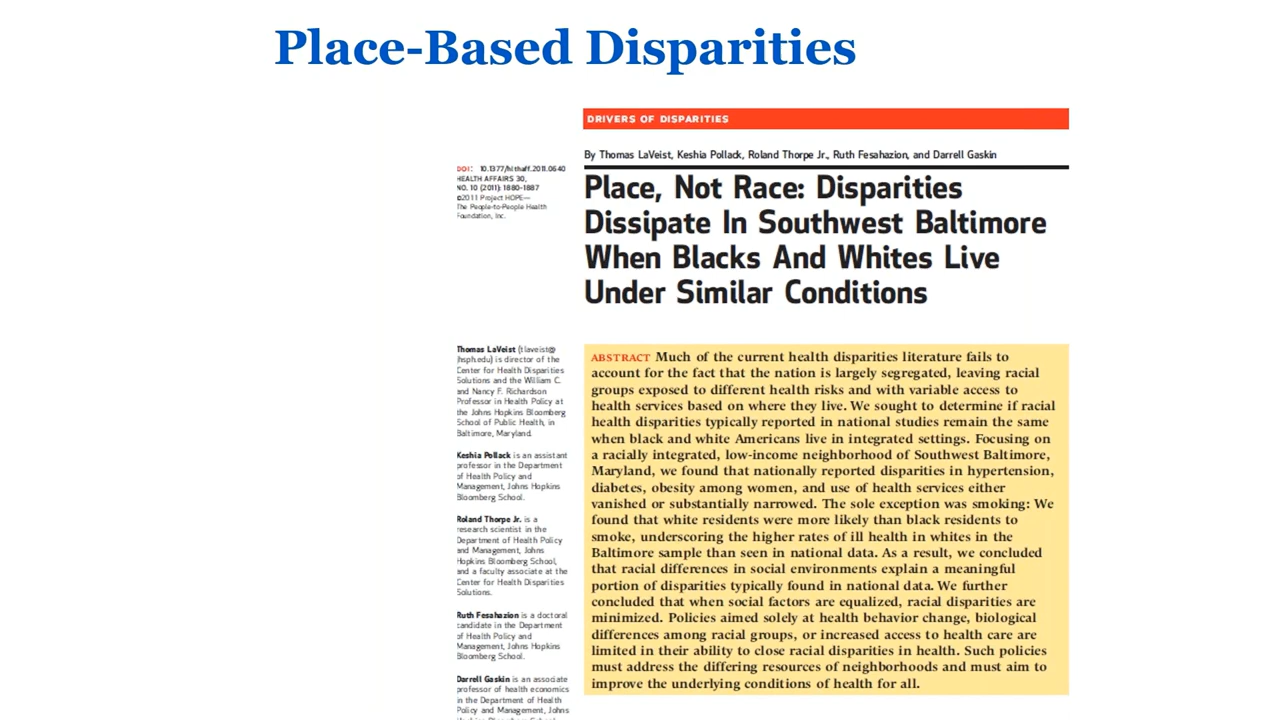 Place-Based Disparities
DRIVERS OF DISPARITIES
By Thomas LaVeist, Keshia Pollack, Roland Thorpe Jr., Ruth Fesahazion, and Darrell Gaskin
DOI: 10.1377/hlthaff.2011.0640
HEALTH AFFAIRS 30,
NO. 10 (2011): 1880–1887
©2011 Project HOPE—
The People-to-People Health
Foundation, Inc.
Place, Not Race: Disparities
Dissipate In Southwest Baltimore
When Blacks And Whites Live
Under Similar Conditions
Thomas LaVeist (tlaveist@
jhsph.edu) is director of the
Center for Health Disparities
Solutions and the William C.
and Nancy F. Richardson
Professor in Health Policy at
the Johns Hopkins Bloomberg
School of Public Health, in
Baltimore, Maryland.
Keshia Pollack is an assistant
professor in the Department
of Health Policy and
Management, Johns Hopkins
Bloomberg School.
Roland Thorpe Jr. is a
research scientist in the
Department of Health Policy
and Management, Johns
Hopkins Bloomberg School,
and a faculty associate at the
Center for Health Disparities
Solutions.
Ruth Fesahazion is a doctoral
candidate in the Department
of Health Policy and
Management, Johns Hopkins
Bloomberg School.
Darrell Gaskin is an associate
professor of health economics
in the Department of Health
Policy and Management, Johns
ABSTRACT Much of the current health disparities literature fails to
account for the fact that the nation is largely segregated, leaving racial
groups exposed to different health risks and with variable access to
health services based on where they live. We sought to determine if racial
health disparities typically reported in national studies remain the same
when black and white Americans live in integrated settings. Focusing on
a racially integrated, low-income neighborhood of Southwest Baltimore,
Maryland, we found that nationally reported disparities in hypertension,
diabetes, obesity among women, and use of health services either
vanished or substantially narrowed. The sole exception was smoking: We
found that white residents were more likely than black residents to
smoke, underscoring the higher rates of ill health in whites in the
Baltimore sample than seen in national data. As a result, we concluded
that racial differences in social environments explain a meaningful
portion of disparities typically found in national data. We further
concluded that when social factors are equalized, racial disparities are
minimized. Policies aimed solely at health behavior change, biological
differences among racial groups, or increased access to health care are
limited in their ability to close racial disparities in health. Such policies
must address the differing resources of neighborhoods and must aim to
improve the underlying conditions of health for all.